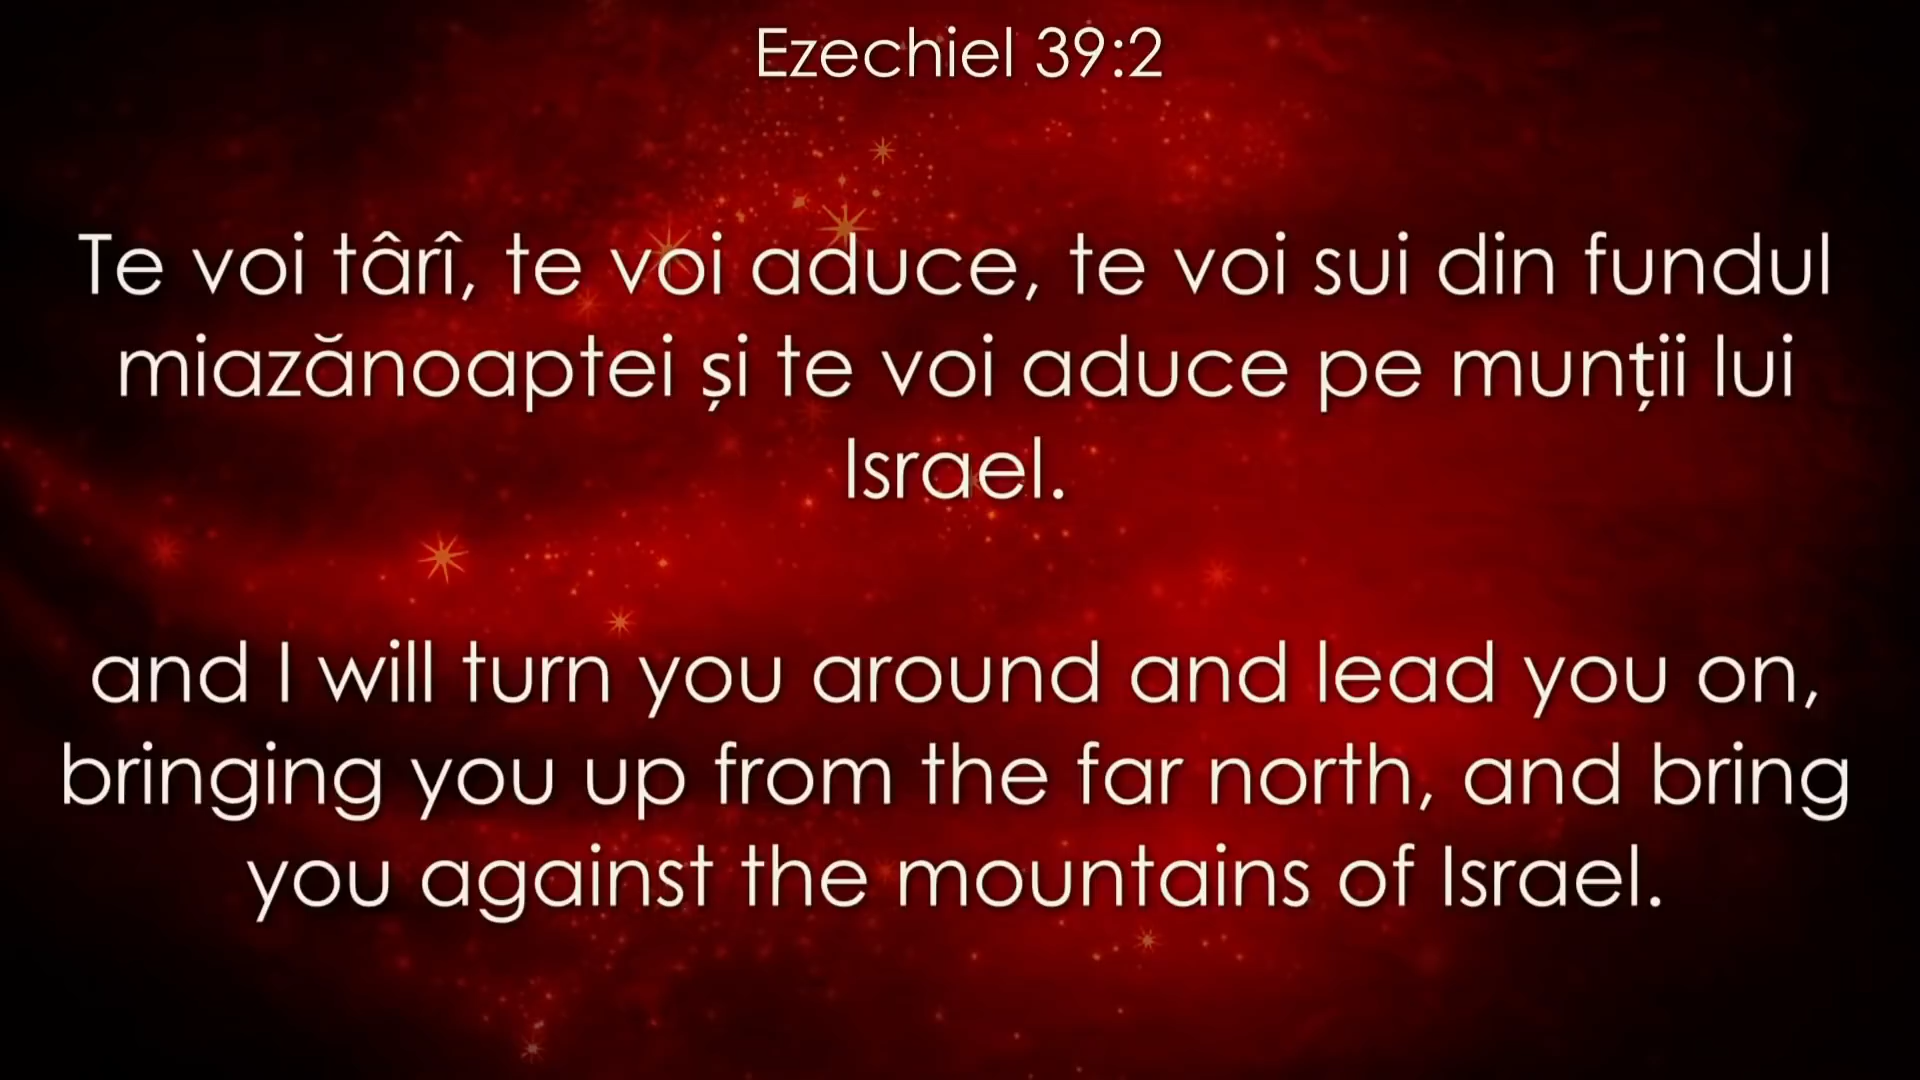 Ezechiel 39:2
Te voi târî, te voi aduce, te voi sui din fundul
miazănoaptei și te voi aduce pe munții lui
Israel.
and I will turn you around and lead you on,
bringing you up from the far north, and bring
you against the mountains of Israel.